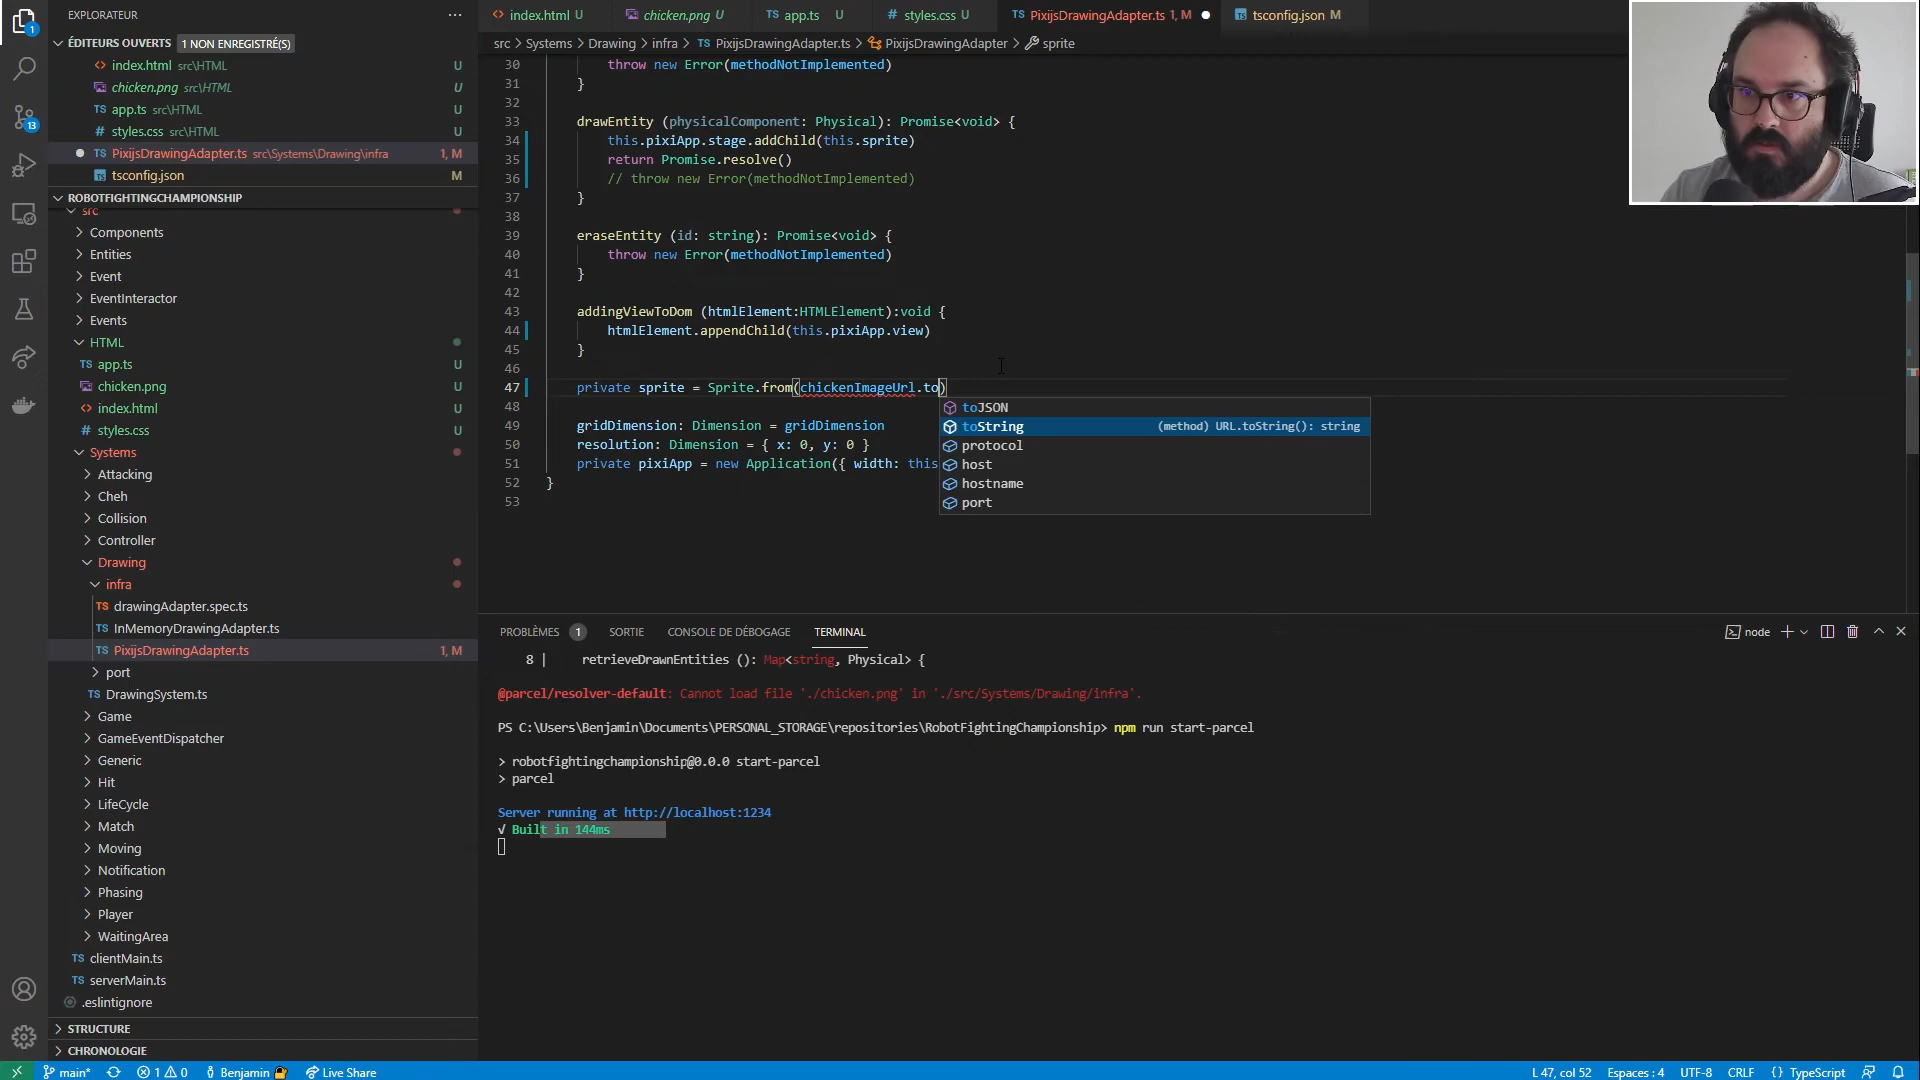 EXPLORATEUR
ÉDITEURS OUVERTS 1 NON ENREGISTRÉ(S)
index.html src\HTML U
chicken.png src\HTML U
app.ts src\HTML U
styles.css src\HTML U
PixijsDrawingAdapter.ts src\Systems\Drawing\infra 1, M
tsconfig.json M
ROBOTFIGHTINGCHAMPIONSHIP
src
Components
Entities
Event
EventInteractor
Events
HTML
app.ts U
chicken.png U
index.html U
styles.css U
Systems
Attacking
Cheh
Collision
Controller
Drawing
infra
drawingAdapter.spec.ts
InMemoryDrawingAdapter.ts
PixijsDrawingAdapter.ts 1, M
port
DrawingSystem.ts
Game
GameEventDispatcher
Generic
Hit
LifeCycle
Match
Moving
Notification
Phasing
Player
WaitingArea
clientMain.ts
serverMain.ts
.eslintignore
STRUCTURE
CHRONOLOGIE
1
13
index.html U chicken.png U app.ts U styles.css U PixijsDrawingAdapter.ts 1, M tsconfig.json M
src > Systems > Drawing > infra > PixijsDrawingAdapter.ts > PixijsDrawingAdapter > sprite
30 throw new Error(methodNotImplemented)
31 }
32
33 drawEntity (physicalComponent: Physical): Promise<void> {
34 this.pixiApp.stage.addChild(this.sprite)
35 return Promise.resolve()
36 // throw new Error(methodNotImplemented)
37 }
38
39 eraseEntity (id: string): Promise<void> {
40 throw new Error(methodNotImplemented)
41 }
42
43 addingViewToDom (htmlElement:HTMLElement):void {
44 htmlElement.appendChild(this.pixiApp.view)
45 }
46
47 private sprite = Sprite.from(chickenImageUrl.to)
48
49 gridDimension: Dimension = gridDimension
50 resolution: Dimension = { x: 0, y: 0 }
51 private pixiApp = new Application({ width: this
52 }
53
toJSON
toString (method) URL.toString(): string
protocol
host
hostname
port
PROBLÈMES 1 SORTIE CONSOLE DE DÉBOGAGE TERMINAL node
8 | retrieveDrawnEntities (): Map<string, Physical> {
@parcel/resolver-default: Cannot load file './chicken.png' in './src/Systems/Drawing/infra'.
PS C:\Users\Benjamin\Documents\PERSONAL_STORAGE\repositories\RobotFightingChampionship> npm run start-parcel
> robotfightingchampionship@0.0.0 start-parcel
> parcel
Server running at http://localhost:1234
√ Built in 144ms
main* 1 0 Benjamin Live Share L 47, col 52 Espaces : 4 UTF-8 CRLF {} TypeScript